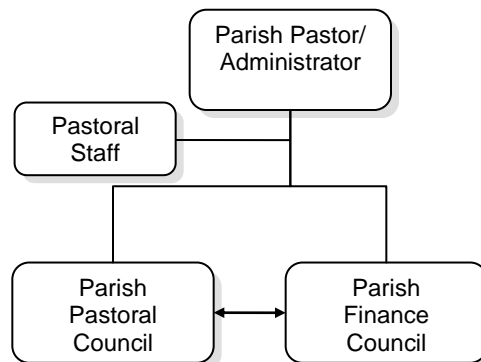 Parish Pastor/
Administrator
Pastoral
Staff
Parish
Pastoral
Council
Parish
Finance
Council